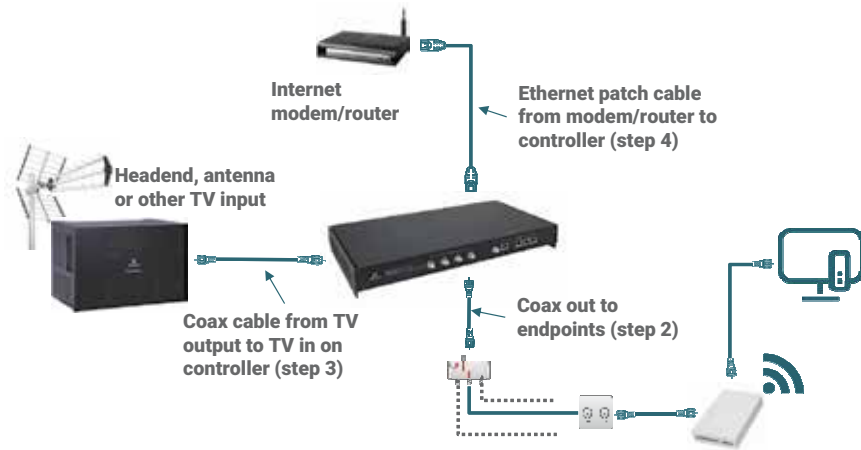 Internet
modem/router
Ethernet patch cable
from modem/router to
controller (step 4)
Headend, antenna
or other TV input
Coax cable from TV
output to TV in on
controller (step 3)
Coax out to
endpoints (step 2)